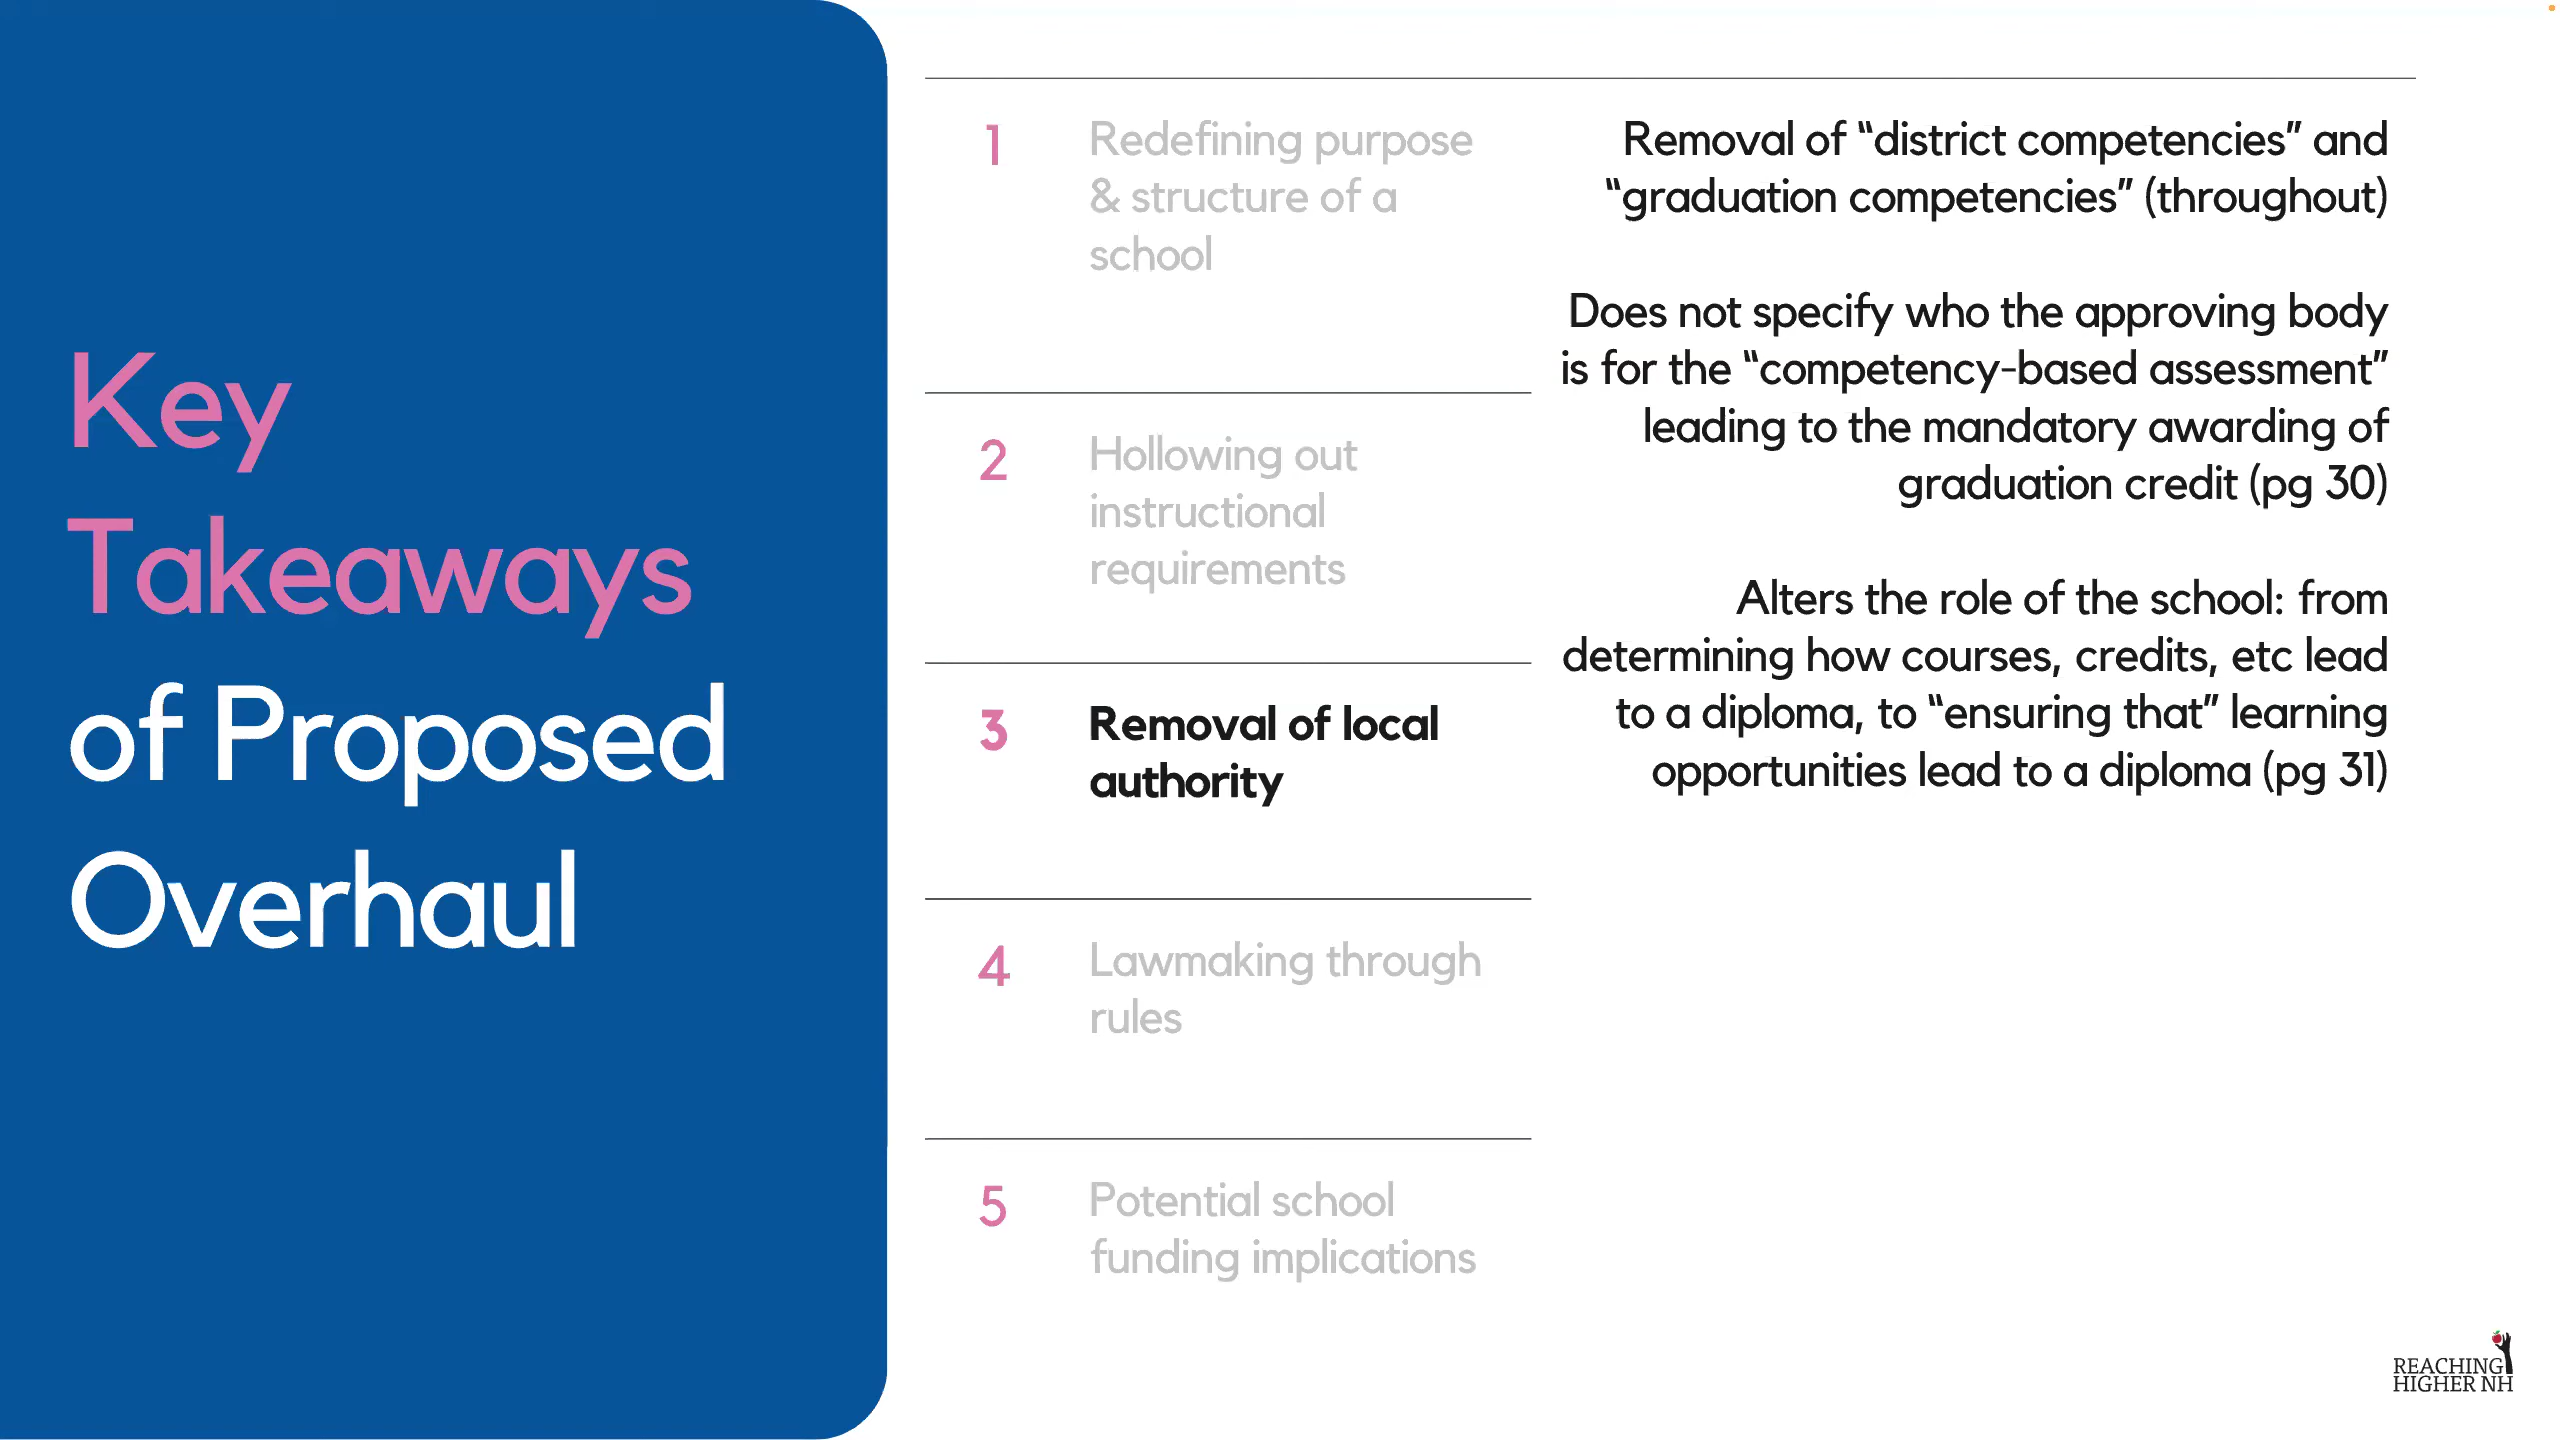 Key
Takeaways
of Proposed
Overhaul
1
Redefining purpose
& structure of a
school
2
Hollowing out
instructional
requirements
3
Removal of local
authority
4
Lawmaking through
rules
5
Potential school
funding implications
Removal of “district competencies” and
“graduation competencies” (throughout)
Does not specify who the approving body
is for the “competency-based assessment”
leading to the mandatory awarding of
graduation credit (pg 30)
Alters the role of the school: from
determining how courses, credits, etc lead
to a diploma, to “ensuring that” learning
opportunities lead to a diploma (pg 31)
REACHING
HIGHER NH